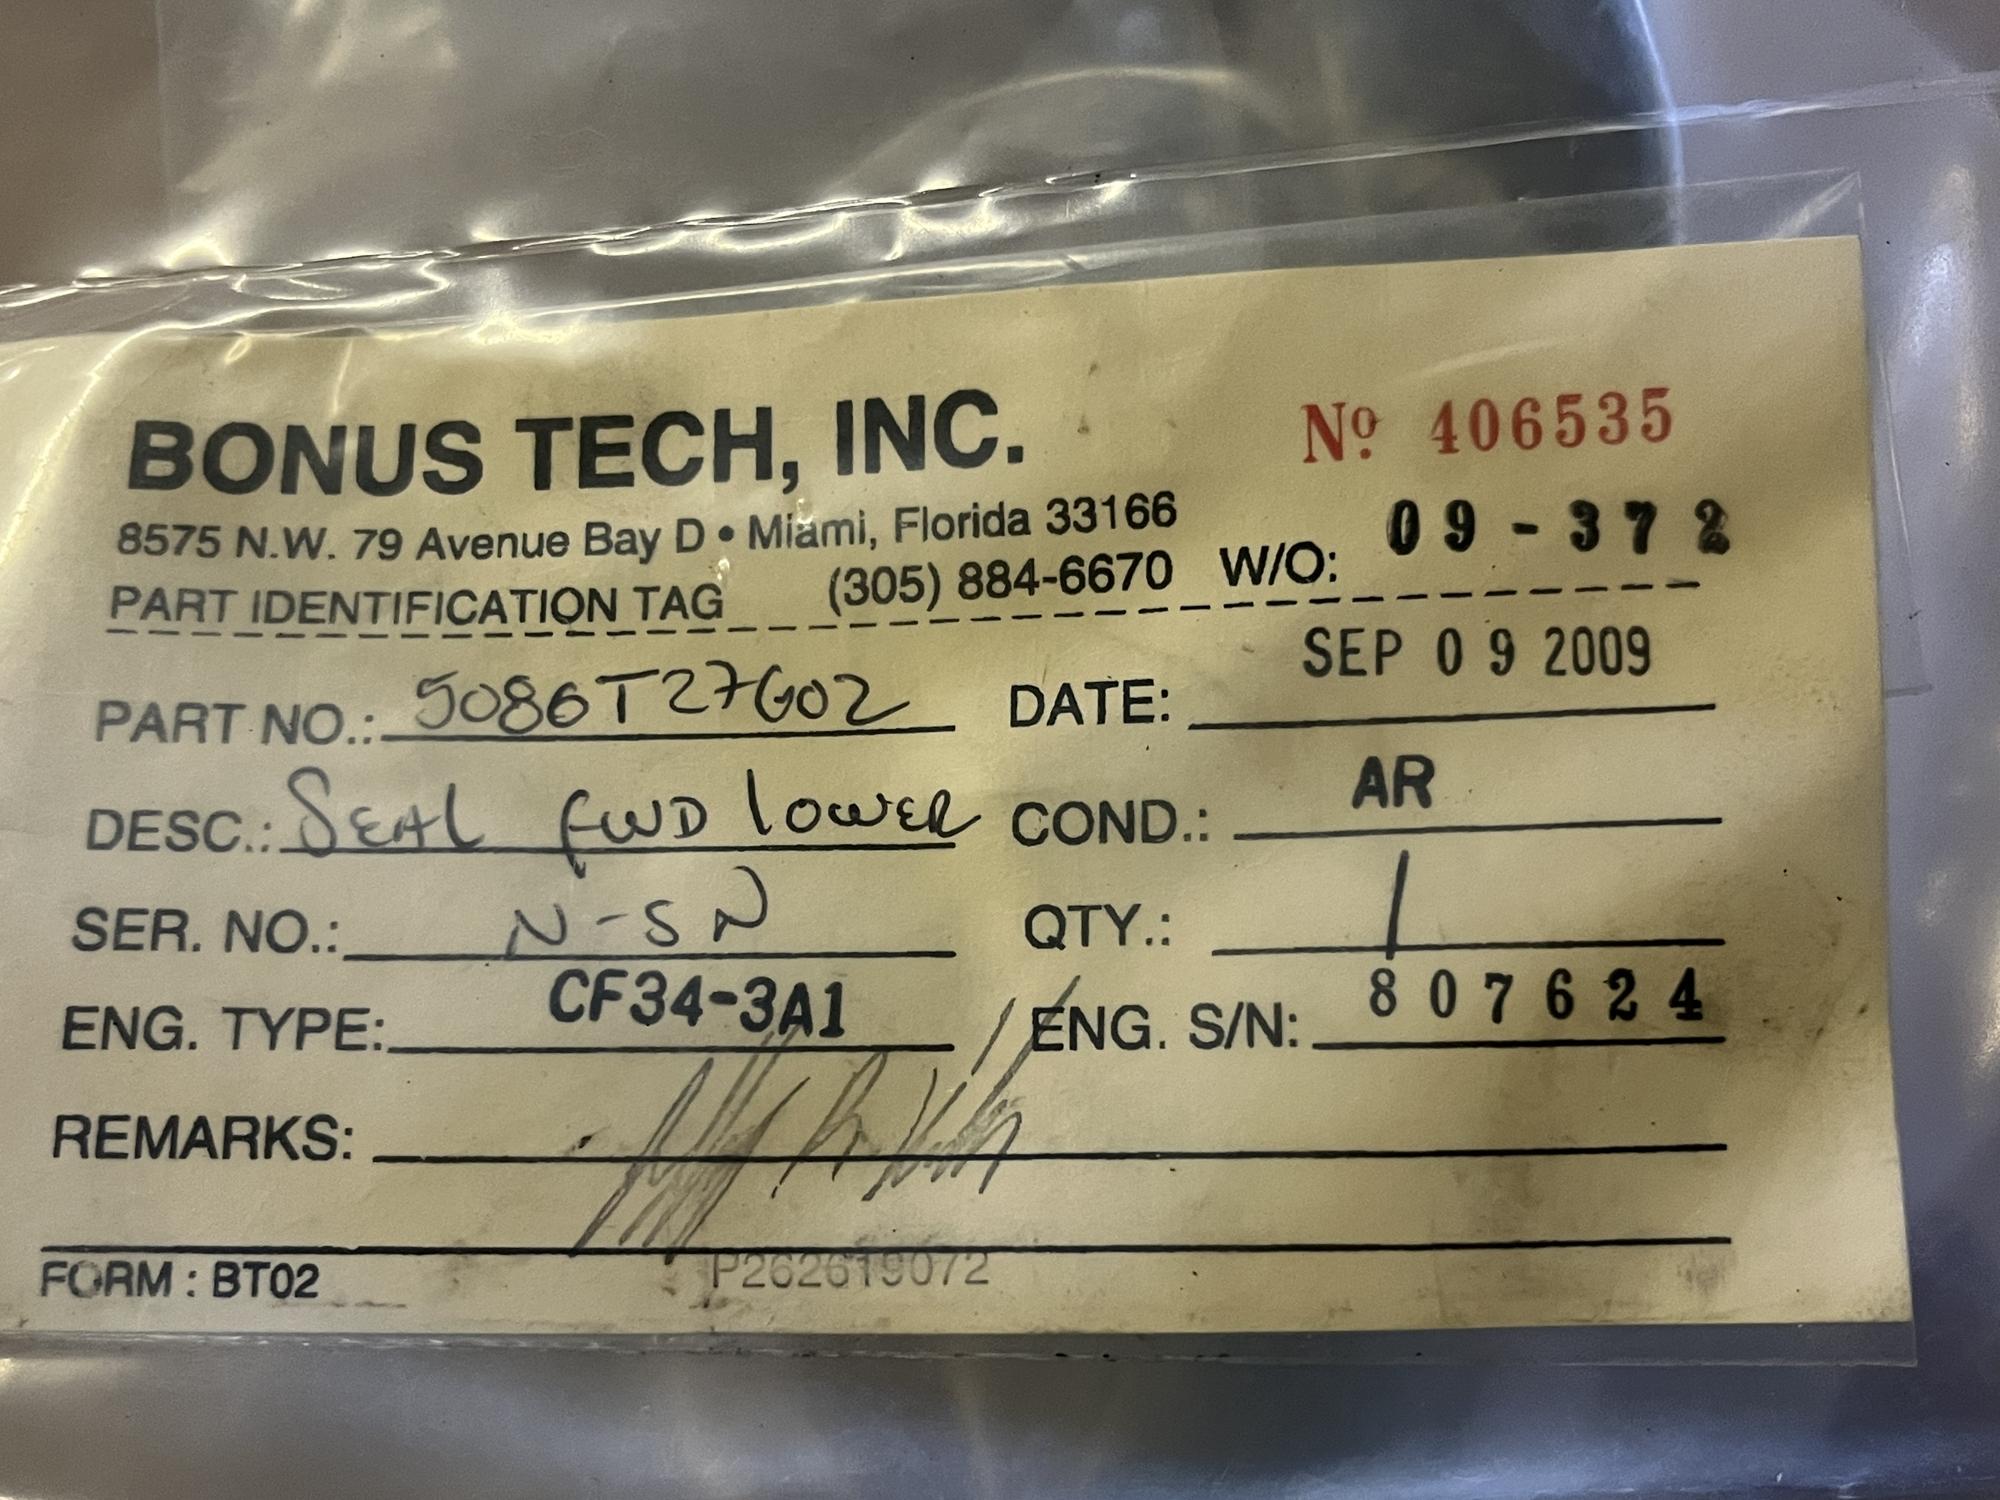 BONUS TECH, INC.
Nº 406535
8575 N.W. 79 Avenue Bay D • Miami, Florida 33166
PART IDENTIFICATION TAG (305) 884-6670 W/O: 09-372
PART NO.: 5086T27G02 DATE: SEP 09 2009
DESC.: SEAL FWD LOWER COND.: AR
SER. NO.: N-SN QTY.: 1
ENG. TYPE: CF34-3A1 ENG. S/N: 807624
REMARKS:
FORM : BT02 P262619072